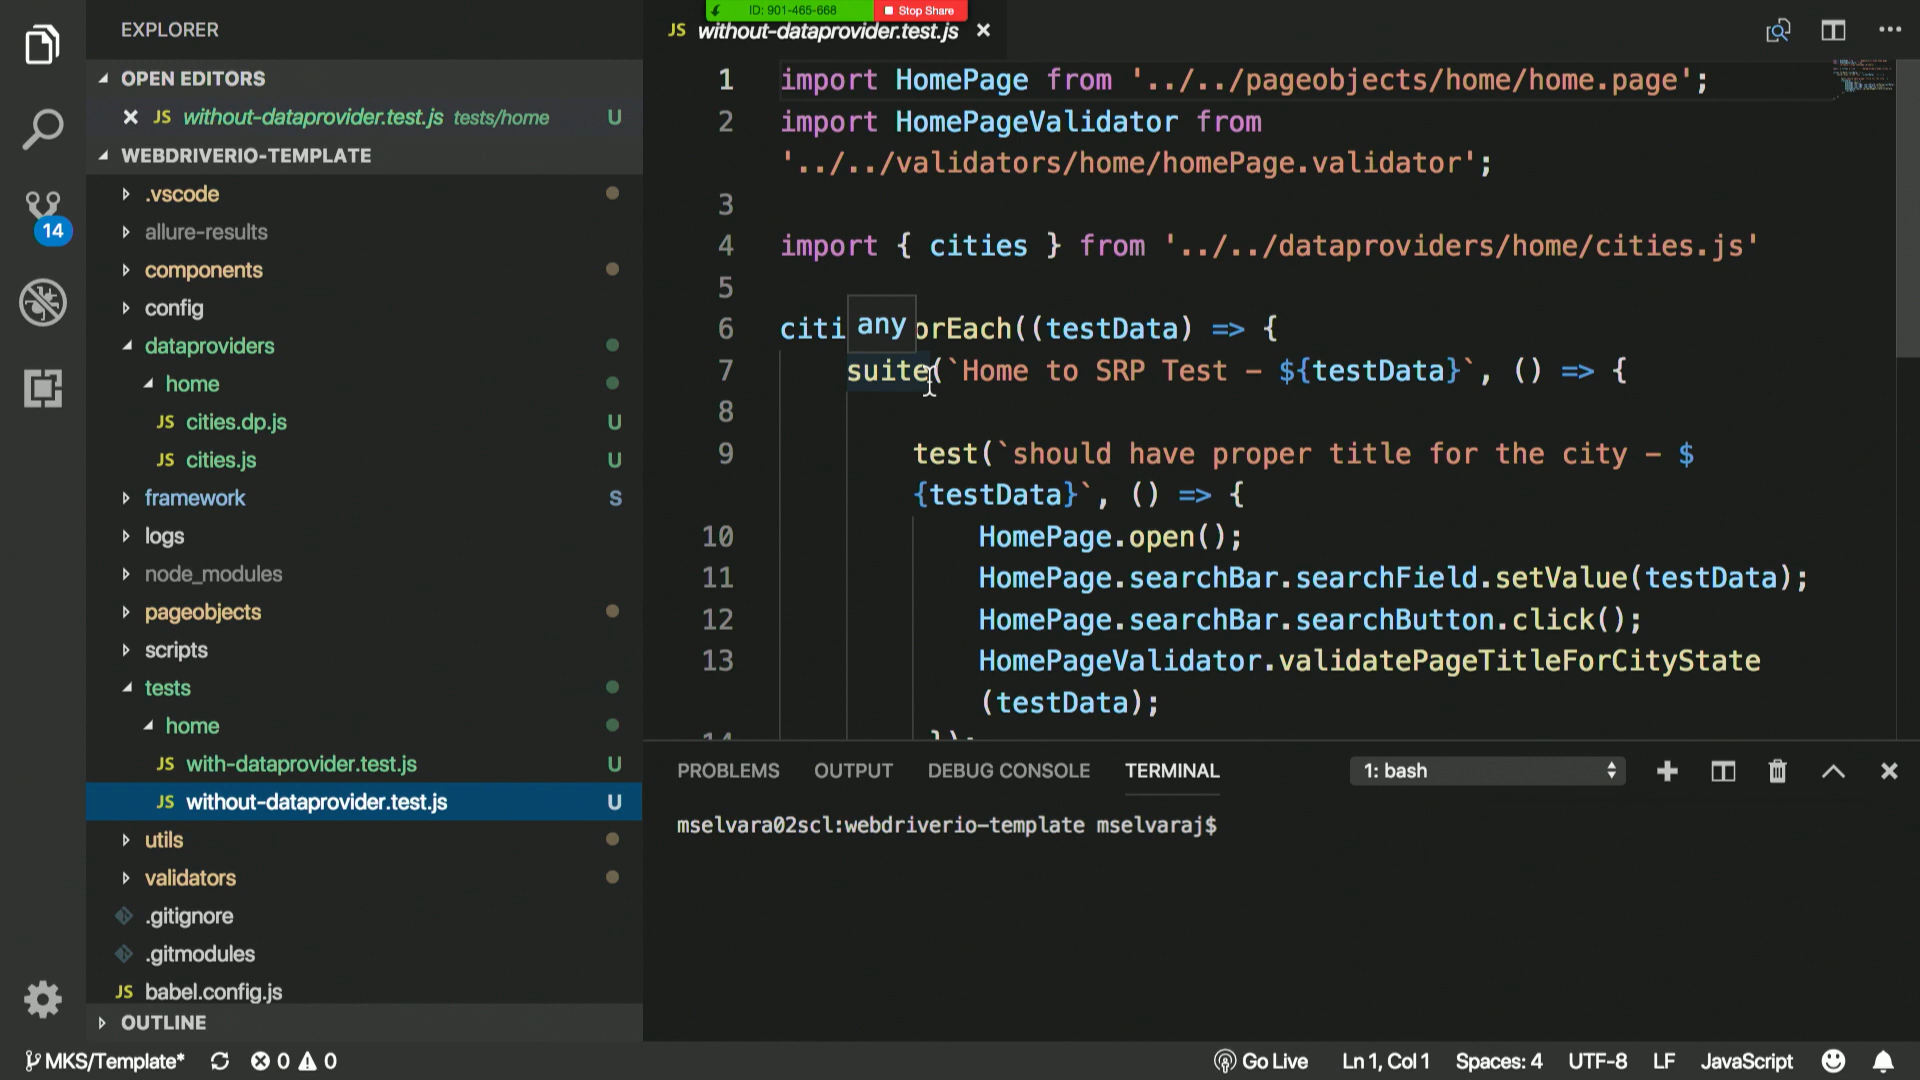 ID: 901-465-668
Stop Share
EXPLORER
OPEN EDITORS
JS without-dataprovider.test.js tests/home U
WEBDRIVERIO-TEMPLATE
.vscode
allure-results
components
config
dataproviders
home
JS cities.dp.js U
JS cities.js U
framework S
logs
node_modules
pageobjects
scripts
tests
home
JS with-dataprovider.test.js U
JS without-dataprovider.test.js U
utils
validators
.gitignore
.gitmodules
JS babel.config.js
OUTLINE
14
JS without-dataprovider.test.js
1 import HomePage from '../../pageobjects/home/home.page';
2 import HomePageValidator from
'../../validators/home/homePage.validator';
3
4 import { cities } from '../../dataproviders/home/cities.js'
5
any
6 citi orEach((testData) => {
7 suite(`Home to SRP Test – ${testData}`, () => {
8
9 test(`should have proper title for the city – $
{testData}`, () => {
10 HomePage.open();
11 HomePage.searchBar.searchField.setValue(testData);
12 HomePage.searchBar.searchButton.click();
13 HomePageValidator.validatePageTitleForCityState
(testData);
14 });
PROBLEMS OUTPUT DEBUG CONSOLE TERMINAL 1: bash
mselvara02scl:webdriverio-template mselvaraj$
MKS/Template* 0 0 Go Live Ln 1, Col 1 Spaces: 4 UTF-8 LF JavaScript